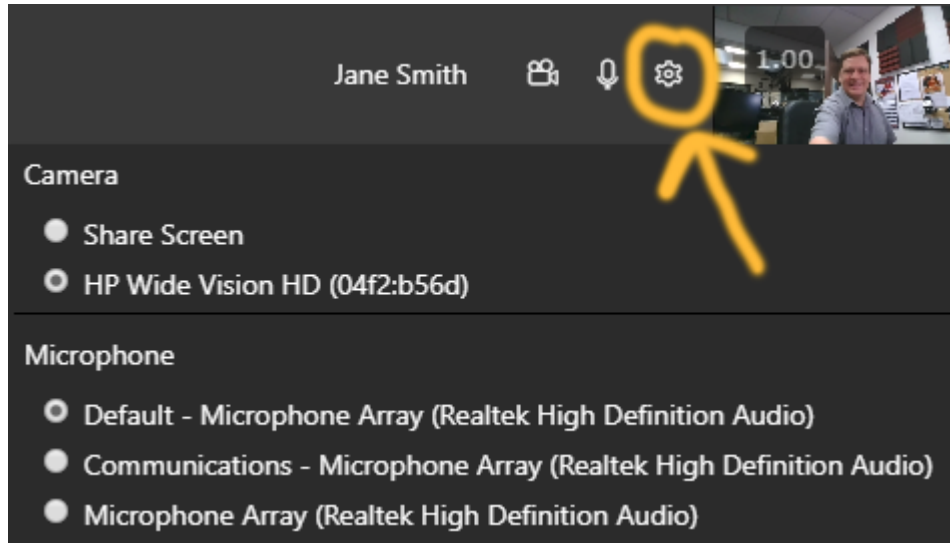 Jane Smith
1.00
Camera
Share Screen
HP Wide Vision HD (04f2:b56d)
Microphone
Default - Microphone Array (Realtek High Definition Audio)
Communications - Microphone Array (Realtek High Definition Audio)
Microphone Array (Realtek High Definition Audio)